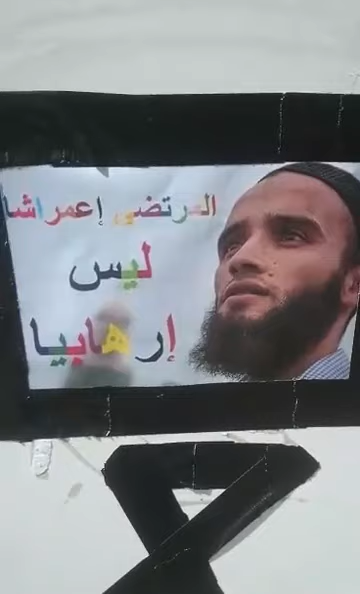 المرتضى إعمراشا
ليس
إرهابيا